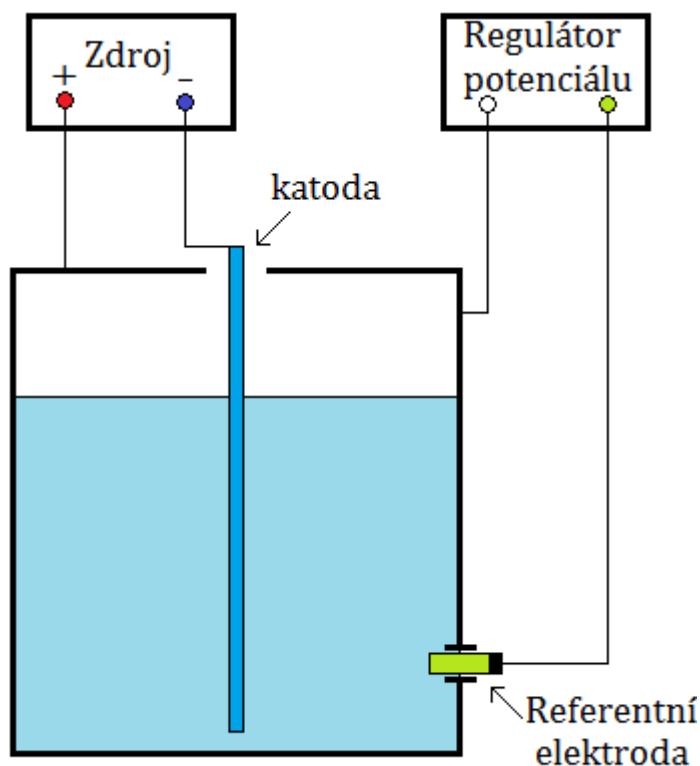 Zdroj
+ –
Regulátor
potenciálu
katoda
Referentní
elektroda